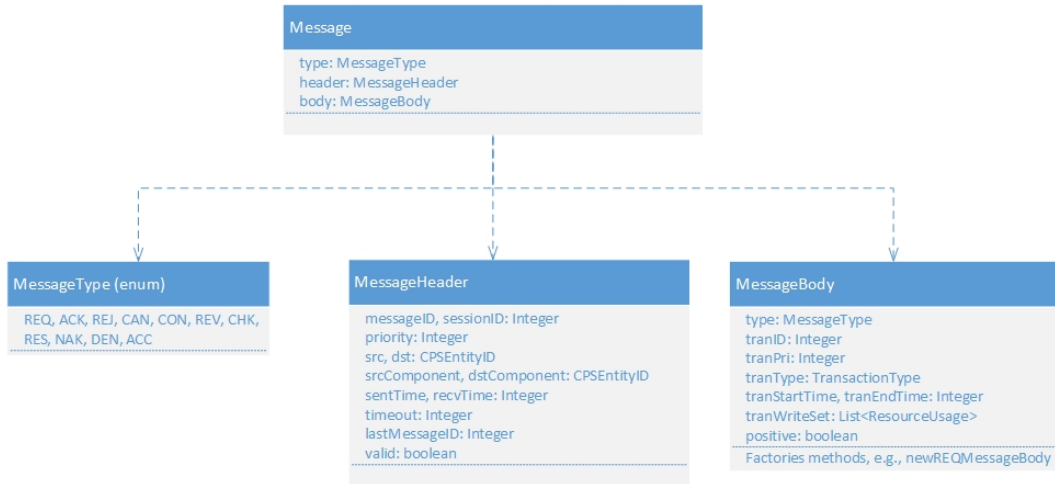 Message
type: MessageType
header: MessageHeader
body: MessageBody
MessageType (enum)
REQ, ACK, REJ, CAN, CON, REV, CHK,
RES, NAK, DEN, ACC
MessageHeader
messageID, sessionID: Integer
priority: Integer
src, dst: CPSEntityID
srcComponent, dstComponent: CPSEntityID
sentTime, recvTime: Integer
timeout: Integer
lastMessageID: Integer
valid: boolean
MessageBody
type: MessageType
tranID: Integer
tranPri: Integer
tranType: TransactionType
tranStartTime, tranEndTime: Integer
tranWriteSet: List<ResourceUsage>
positive: boolean
Factories methods, e.g., newREQMessageBody